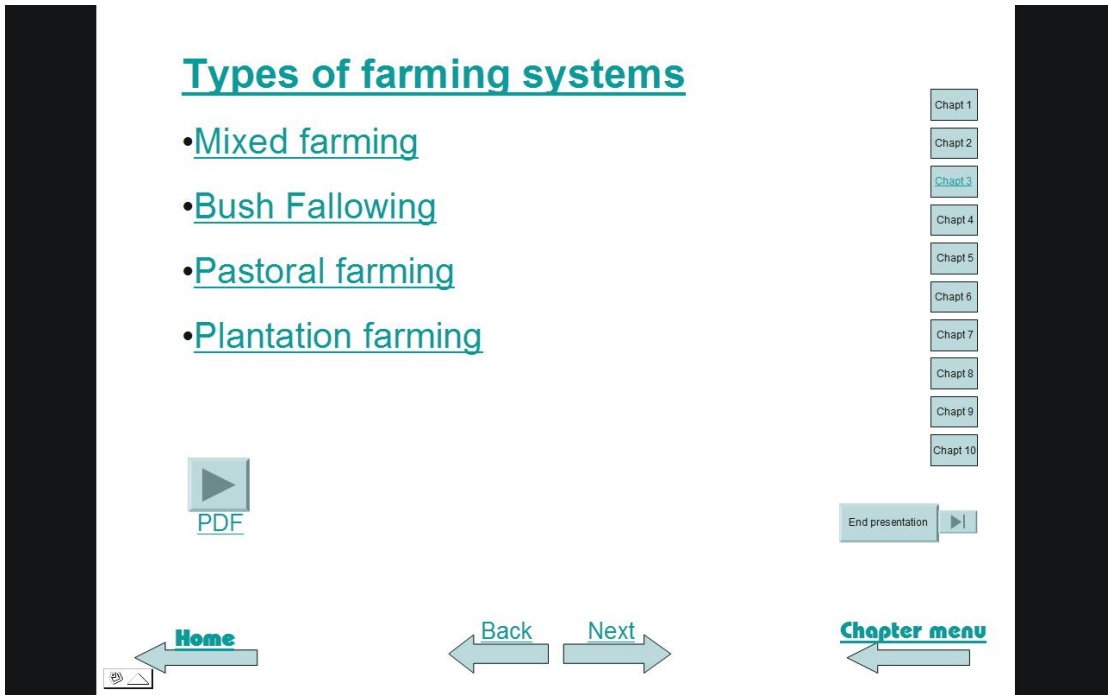 Types of farming systems
•Mixed farming
•Bush Fallowing
•Pastoral farming
•Plantation farming
Chapt 1
Chapt 2
Chapt 3
Chapt 4
Chapt 5
Chapt 6
Chapt 7
Chapt 8
Chapt 9
Chapt 10
PDF
End presentation
Home
Back
Next
Chapter menu